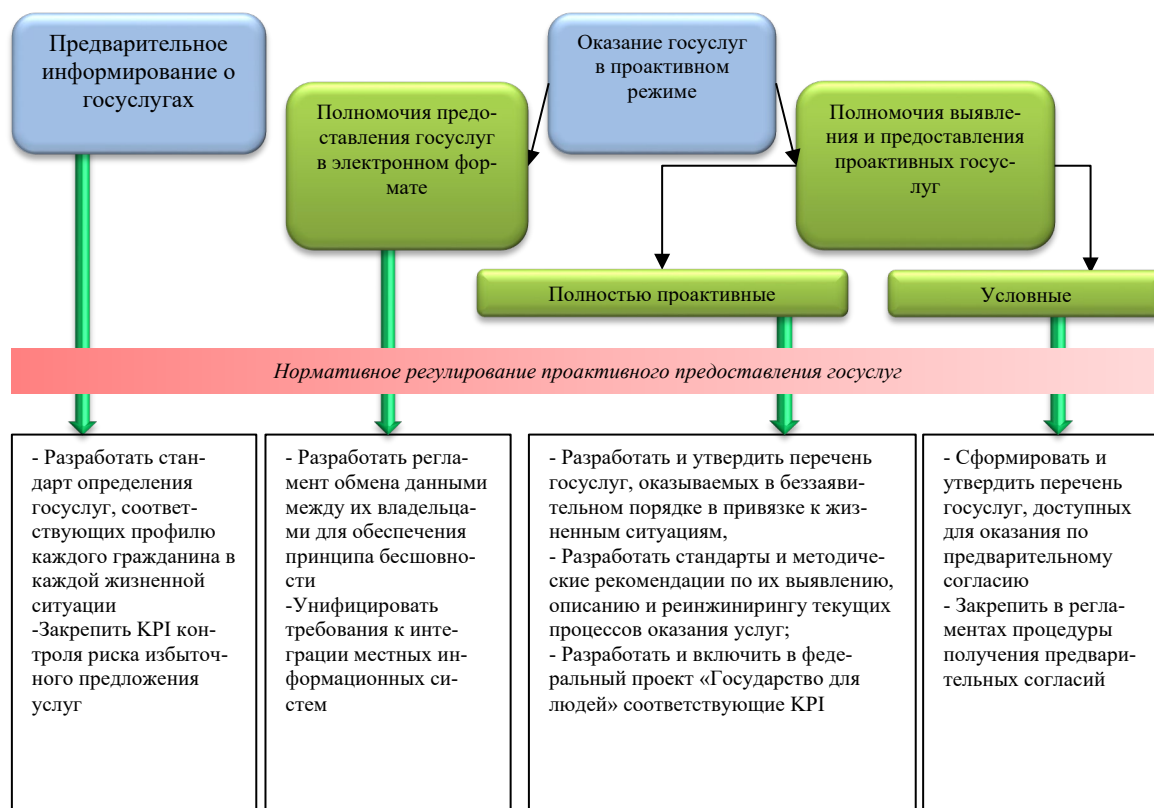 Предварительное
информирование о
госуслугах
Оказание госуслуг
в проактивном
режиме
Полномочия предо-
ставления госуслуг
в электронном фор-
мате
Полномочия выявле-
ния и предоставления
проактивных госус-
луг
Полностью проактивные
Условные
Нормативное регулирование проактивного предоставления госуслуг
- Разработать стан-
дарт определения
госуслуг, соответ-
ствующих профилю
каждого гражданина в
каждой жизненной
ситуации
-Закрепить KPI кон-
троля риска избыточ-
ного предложения
услуг
- Разработать регла-
мент обмена данными
между их владельца-
ми для обеспечения
принципа бесшовно-
сти
-Унифицировать
требования к инте-
грации местных ин-
формационных си-
стем
- Разработать и утвердить перечень
госуслуг, оказываемых в беззаяви-
тельном порядке в привязке к жиз-
ненным ситуациям,
- Разработать стандарты и методиче-
ские рекомендации по их выявлению,
описанию и реинжинирингу текущих
процессов оказания услуг;
- Разработать и включить в феде-
ральный проект «Государство для
людей» соответствующие KPI
- Сформировать и
утвердить перечень
госуслуг, доступных
для оказания по
предварительному
согласию
- Закрепить в регла-
ментах процедуры
получения предвари-
тельных согласий